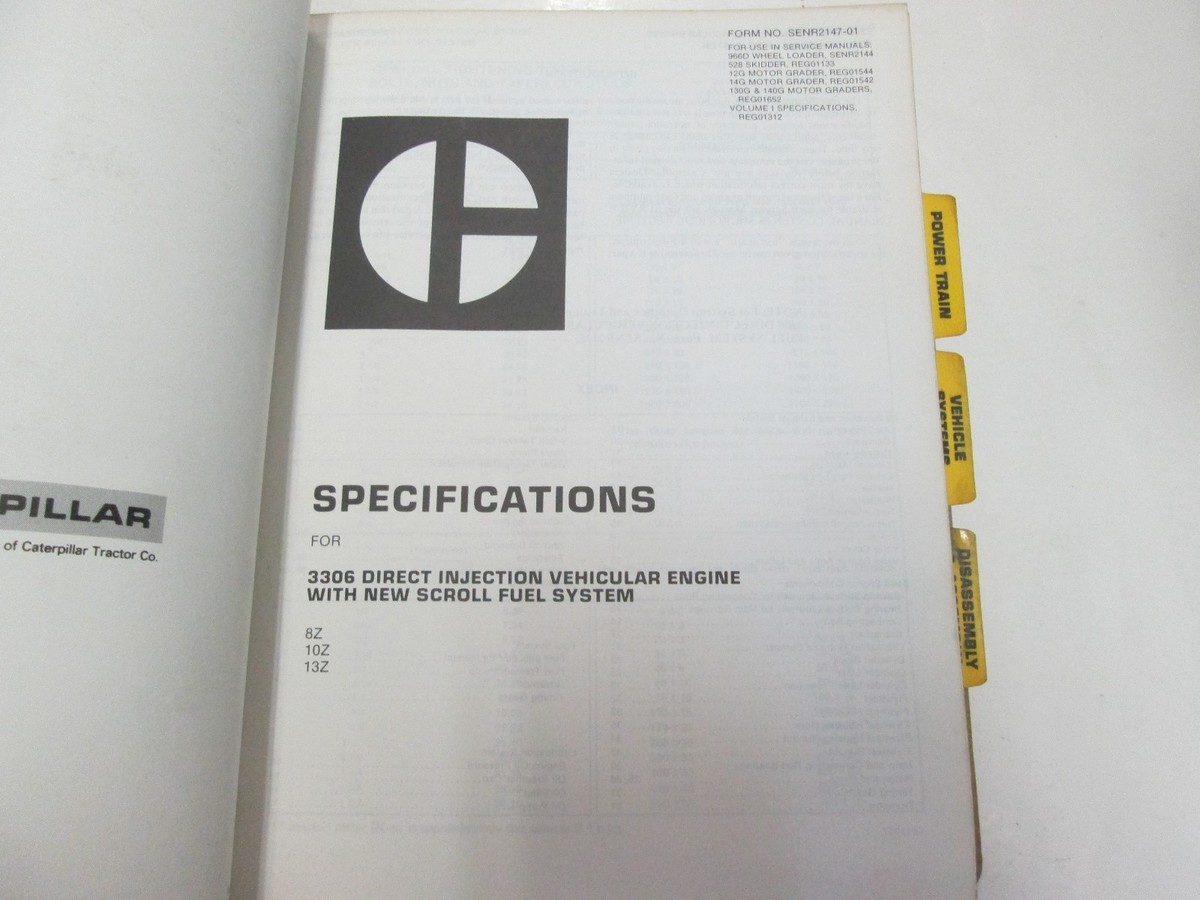 PILLAR
of Caterpillar Tractor Co.
FORM NO. SENR2147-01
FOR USE IN SERVICE MANUALS:
966D WHEEL LOADER, SENR2144
528 SKIDDER, REG01133
12G MOTOR GRADER, REG01544
14G MOTOR GRADER, REG01542
130G & 140G MOTOR GRADERS,
REG01652
VOLUME I SPECIFICATIONS,
REG01312
SPECIFICATIONS
FOR
3306 DIRECT INJECTION VEHICULAR ENGINE
WITH NEW SCROLL FUEL SYSTEM
8Z
10Z
13Z
POWER TRAIN
VEHICLE
SYSTEMS
DISASSEMBLY